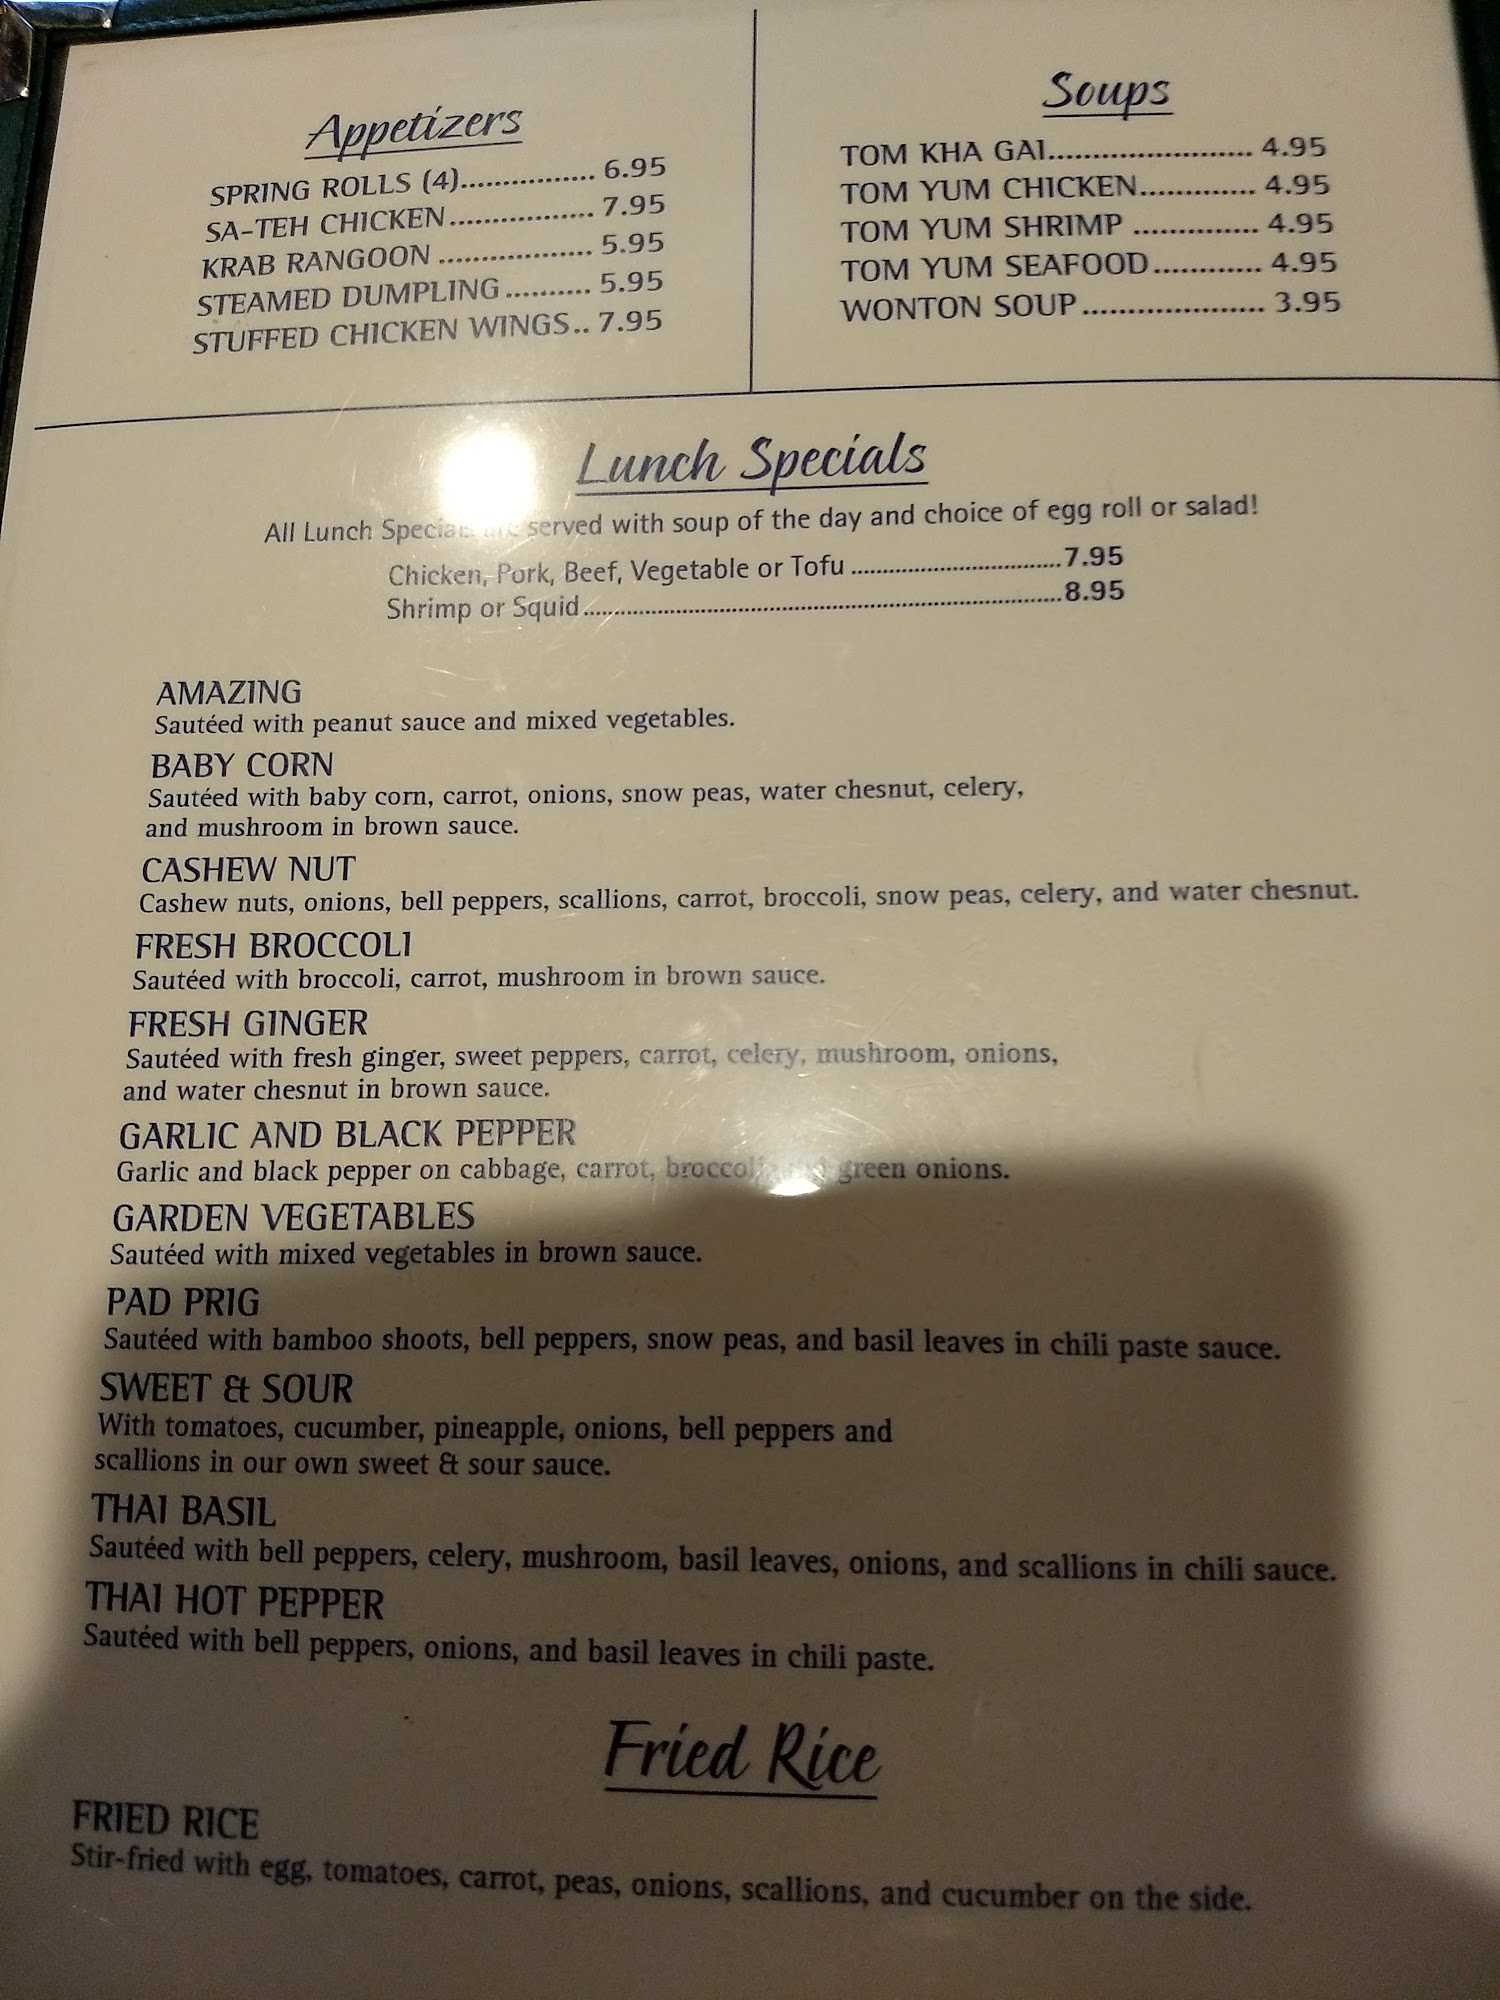 Appetizers
SPRING ROLLS (4)................ 6.95
SA-TEH CHICKEN.................. 7.95
KRAB RANGOON ................... 5.95
STEAMED DUMPLING.......... 5.95
STUFFED CHICKEN WINGS.. 7.95
Soups
TOM KHA GAI......................... 4.95
TOM YUM CHICKEN.............. 4.95
TOM YUM SHRIMP ............... 4.95
TOM YUM SEAFOOD............. 4.95
WONTON SOUP...................... 3.95
Lunch Specials
All Lunch Specials are served with soup of the day and choice of egg roll or salad!
Chicken, Pork, Beef, Vegetable or Tofu ................................7.95
Shrimp or Squid.........................................................................8.95
AMAZING
Sautéed with peanut sauce and mixed vegetables.
BABY CORN
Sautéed with baby corn, carrot, onions, snow peas, water chesnut, celery,
and mushroom in brown sauce.
CASHEW NUT
Cashew nuts, onions, bell peppers, scallions, carrot, broccoli, snow peas, celery, and water chesnut.
FRESH BROCCOLI
Sautéed with broccoli, carrot, mushroom in brown sauce.
FRESH GINGER
Sautéed with fresh ginger, sweet peppers, carrot, celery, mushroom, onions,
and water chesnut in brown sauce.
GARLIC AND BLACK PEPPER
Garlic and black pepper on cabbage, carrot, broccoli, and green onions.
GARDEN VEGETABLES
Sautéed with mixed vegetables in brown sauce.
PAD PRIG
Sautéed with bamboo shoots, bell peppers, snow peas, and basil leaves in chili paste sauce.
SWEET & SOUR
With tomatoes, cucumber, pineapple, onions, bell peppers and
scallions in our own sweet & sour sauce.
THAI BASIL
Sautéed with bell peppers, celery, mushroom, basil leaves, onions, and scallions in chili sauce.
THAI HOT PEPPER
Sautéed with bell peppers, onions, and basil leaves in chili paste.
Fried Rice
FRIED RICE
Stir-fried with egg, tomatoes, carrot, peas, onions, scallions, and cucumber on the side.